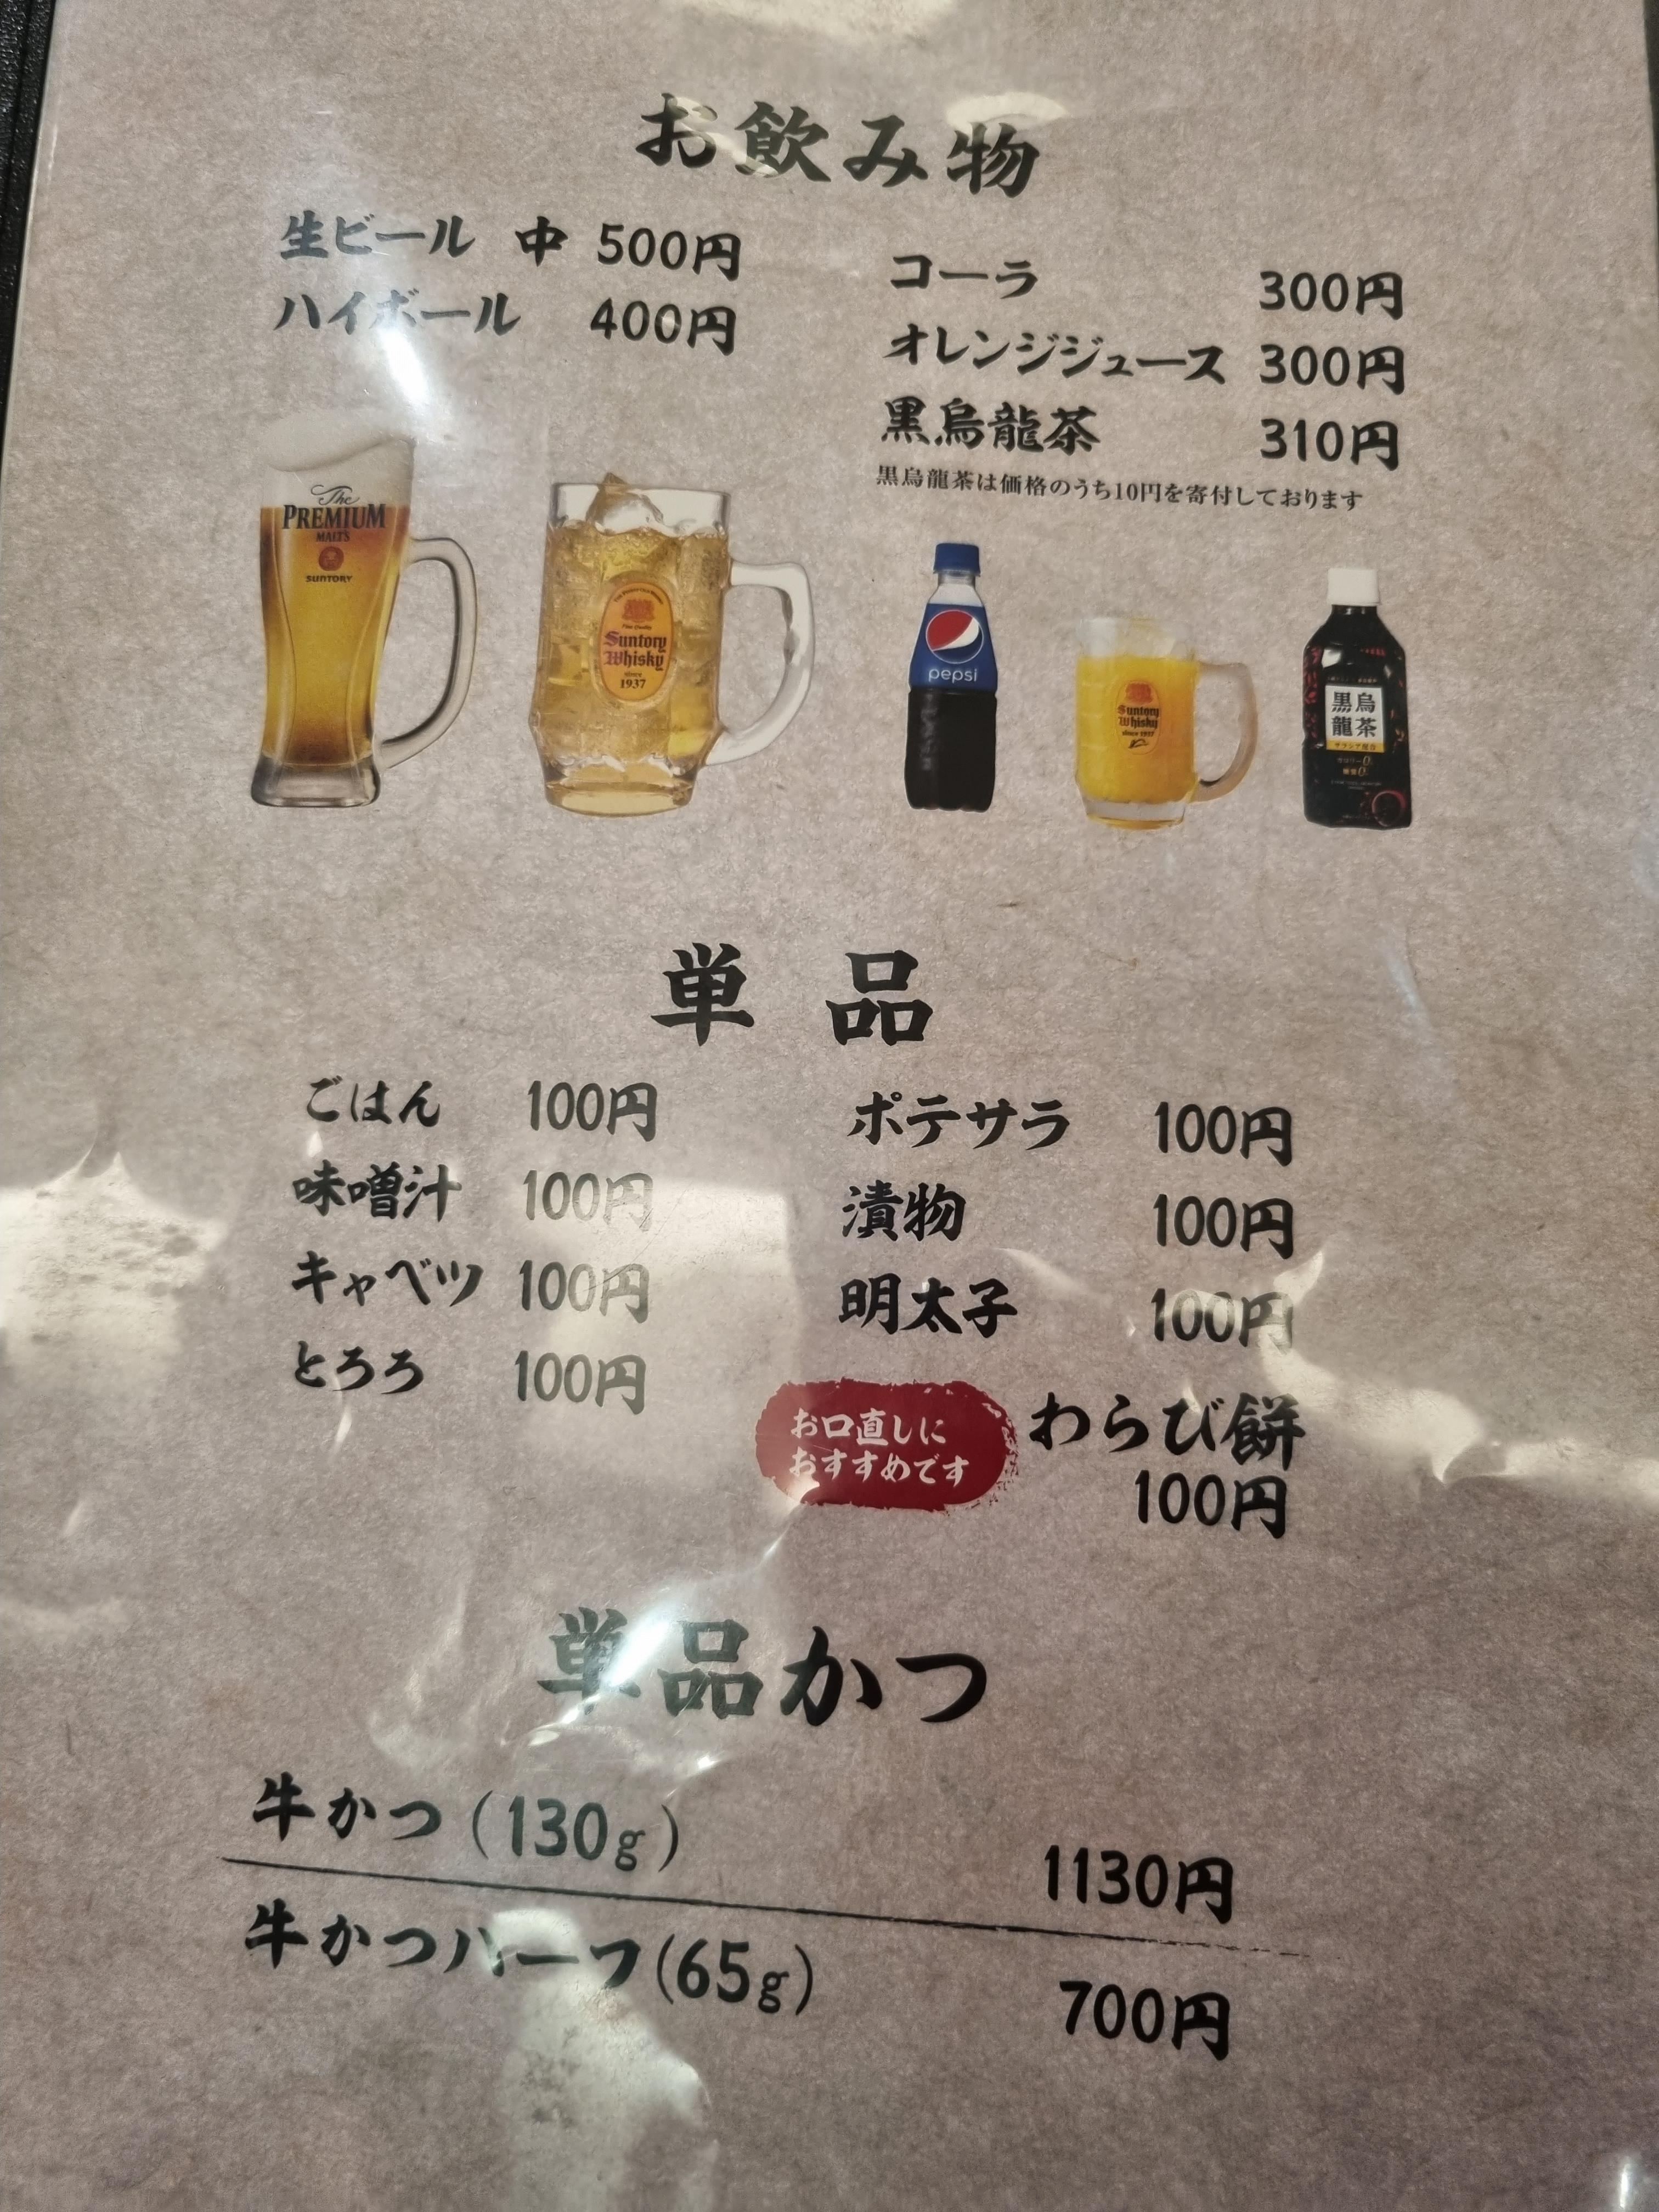 お飲み物
生ビール 中 500円
ハイボール 400円
コーラ 300円
オレンジジュース 300円
黒烏龍茶 310円
黒烏龍茶は価格のうち10円を寄付しております
The
PREMIUM
MALT'S
SUNTORY
Suntory
Whisky
since
1937
pepsi
Suntory
Whisky
since 1937
黒烏
龍茶
単品
ごはん 100円
味噌汁 100円
キャベツ 100円
とろろ 100円
ポテサラ 100円
漬物 100円
明太子 100円
お口直しに
おすすめです
わらび餅
100円
単品かつ
牛かつ(130g) 1130円
牛かつハーフ(65g) 700円